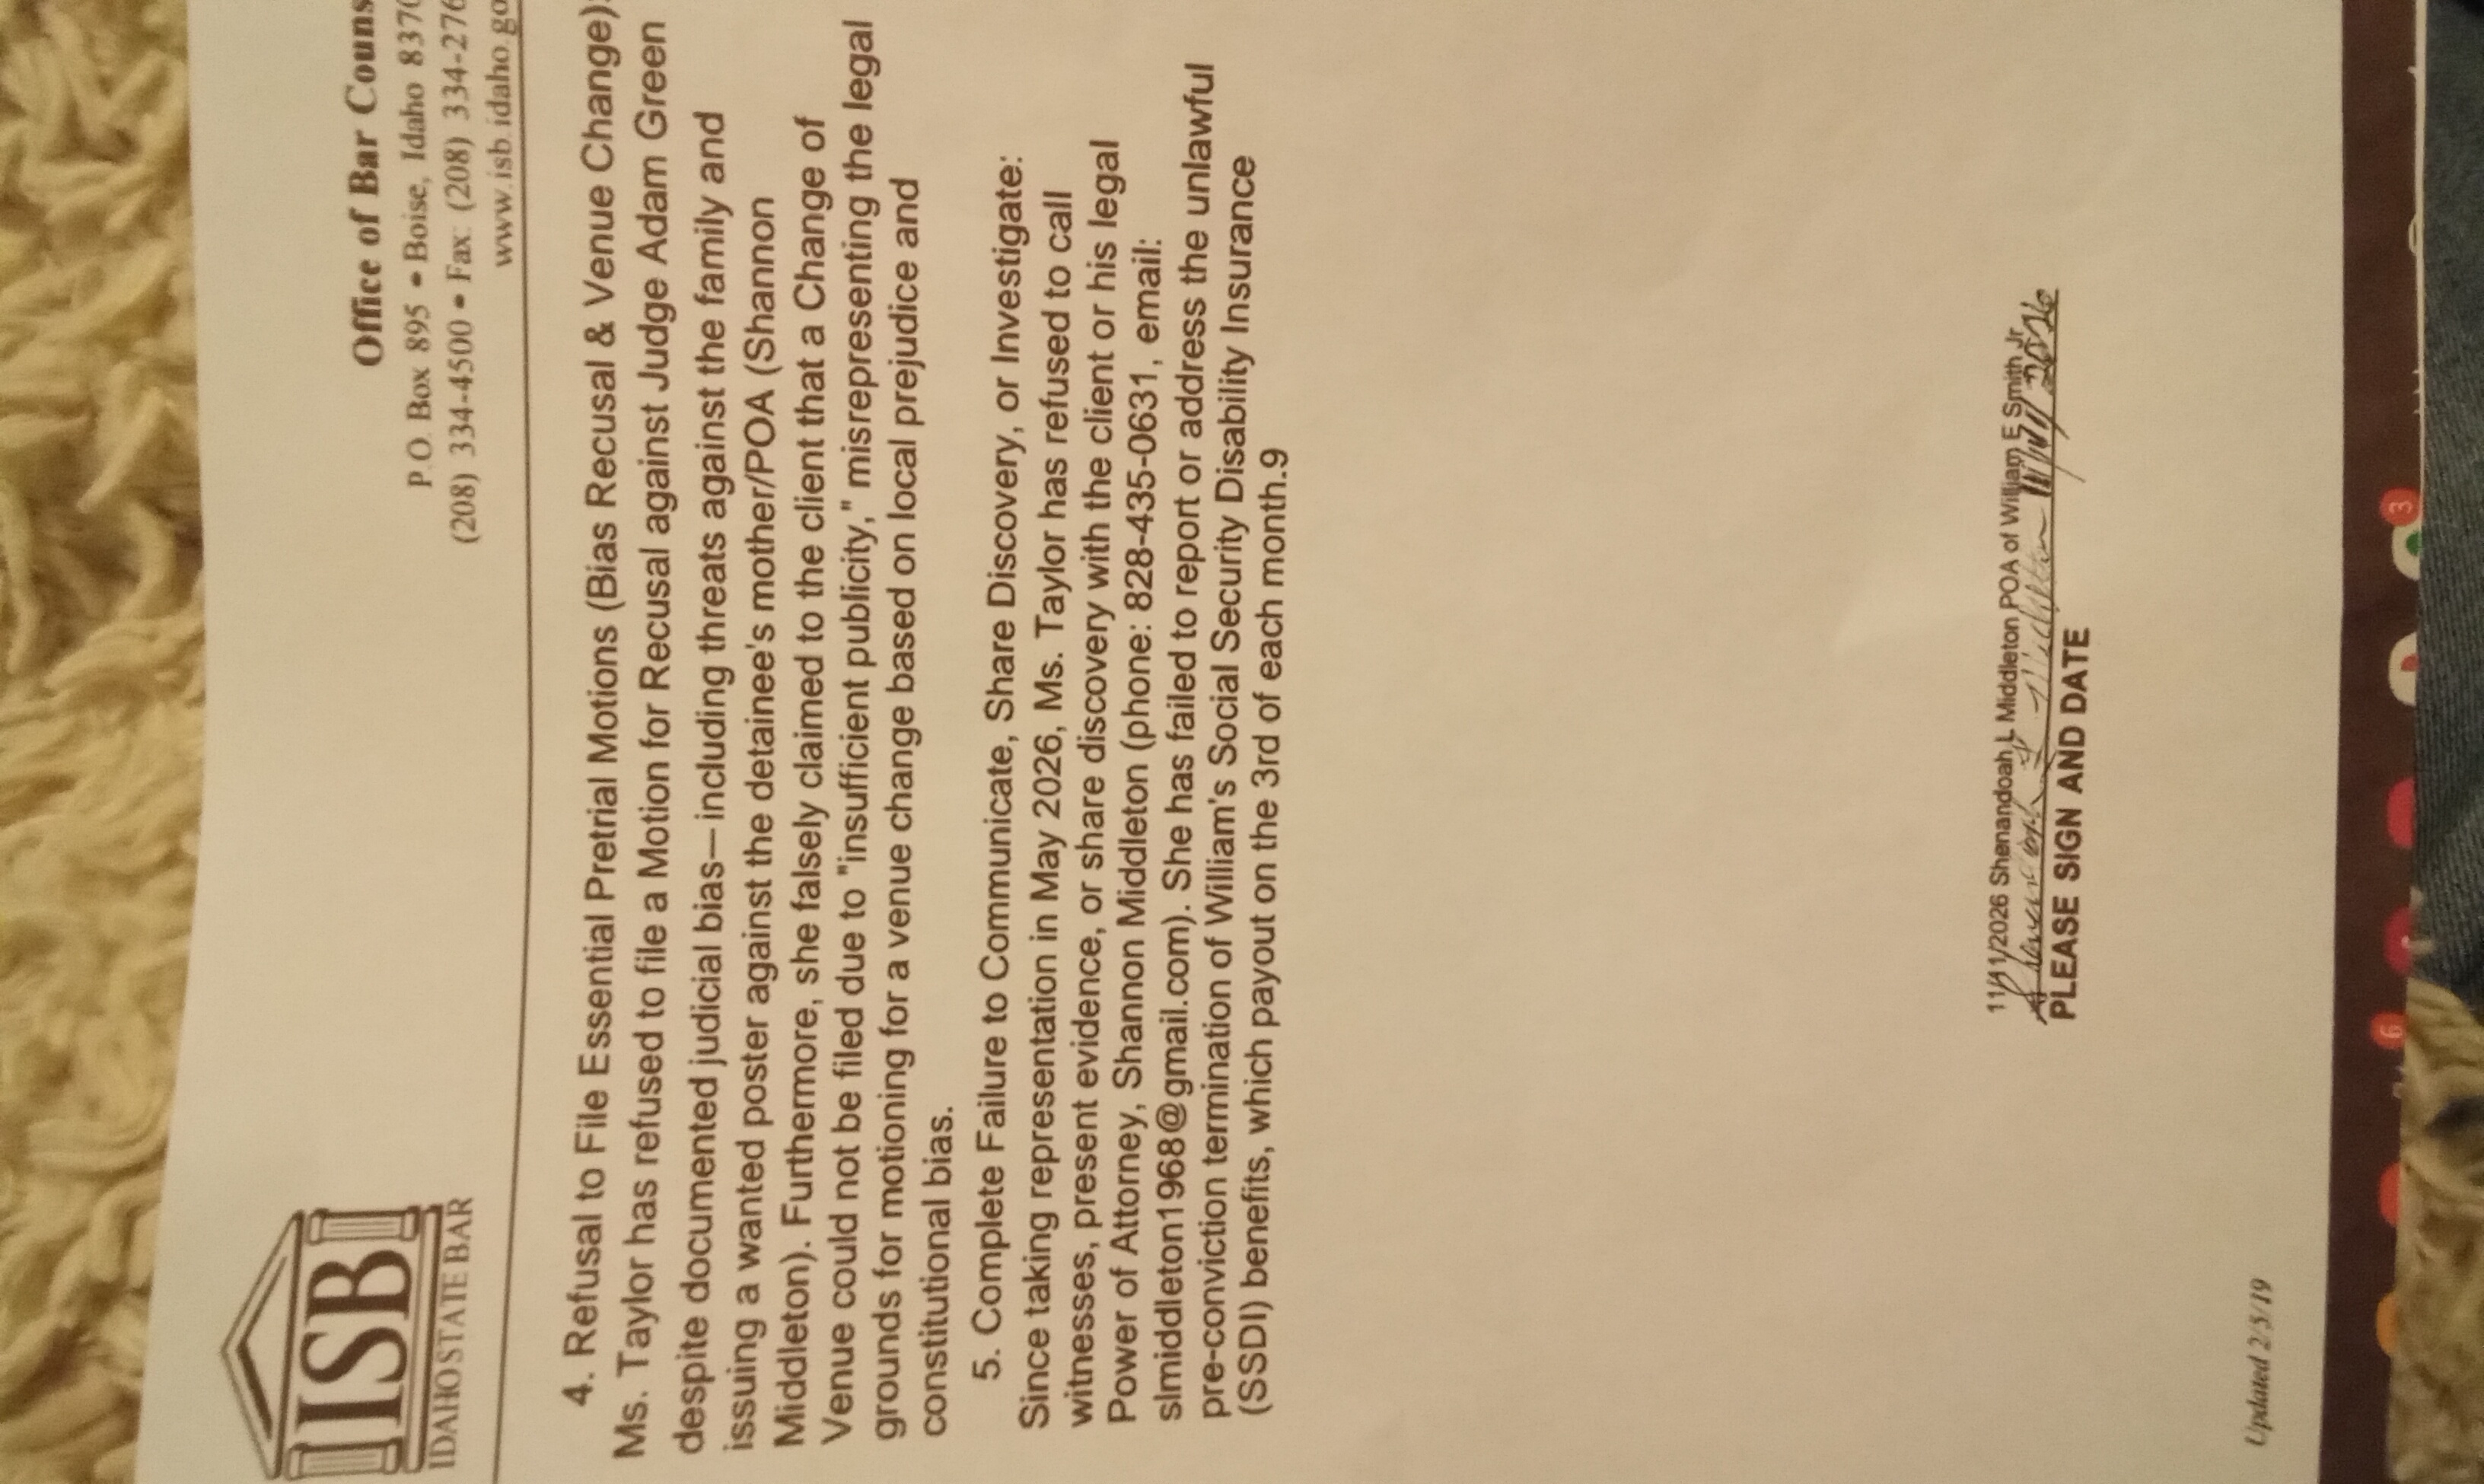 ISB
IDAHO STATE BAR
Office of Bar Couns
P.O. Box 895 • Boise, Idaho 8370
(208) 334-4500 • Fax: (208) 334-276
www.isb.idaho.go
4. Refusal to File Essential Pretrial Motions (Bias Recusal & Venue Change):
Ms. Taylor has refused to file a Motion for Recusal against Judge Adam Green
despite documented judicial bias—including threats against the family and
issuing a wanted poster against the detainee's mother/POA (Shannon
Middleton). Furthermore, she falsely claimed to the client that a Change of
Venue could not be filed due to "insufficient publicity," misrepresenting the legal
grounds for motioning for a venue change based on local prejudice and
constitutional bias.
5. Complete Failure to Communicate, Share Discovery, or Investigate:
Since taking representation in May 2026, Ms. Taylor has refused to call
witnesses, present evidence, or share discovery with the client or his legal
Power of Attorney, Shannon Middleton (phone: 828-435-0631, email:
slmiddleton1968@gmail.com). She has failed to report or address the unlawful
pre-conviction termination of William's Social Security Disability Insurance
(SSDI) benefits, which payout on the 3rd of each month.9
11/11/2026 Shenandoah L Middleton POA of William E Smith Jr
Shenandoah L Middleton 11/11/2026
PLEASE SIGN AND DATE
Updated 2/5/19
6
3